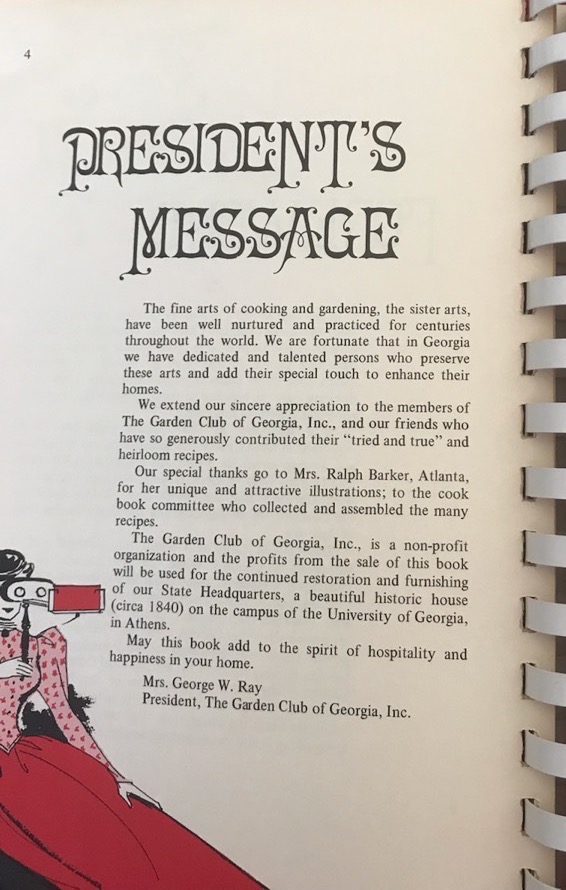 4
PRESIDENT'S
MESSAGE
The fine arts of cooking and gardening, the sister arts,
have been well nurtured and practiced for centuries
throughout the world. We are fortunate that in Georgia
we have dedicated and talented persons who preserve
these arts and add their special touch to enhance their
homes.
We extend our sincere appreciation to the members of
The Garden Club of Georgia, Inc., and our friends who
have so generously contributed their “tried and true” and
heirloom recipes.
Our special thanks go to Mrs. Ralph Barker, Atlanta,
for her unique and attractive illustrations; to the cook
book committee who collected and assembled the many
recipes.
The Garden Club of Georgia, Inc., is a non-profit
organization and the profits from the sale of this book
will be used for the continued restoration and furnishing
of our State Headquarters, a beautiful historic house
(circa 1840) on the campus of the University of Georgia,
in Athens.
May this book add to the spirit of hospitality and
happiness in your home.
Mrs. George W. Ray
President, The Garden Club of Georgia, Inc.